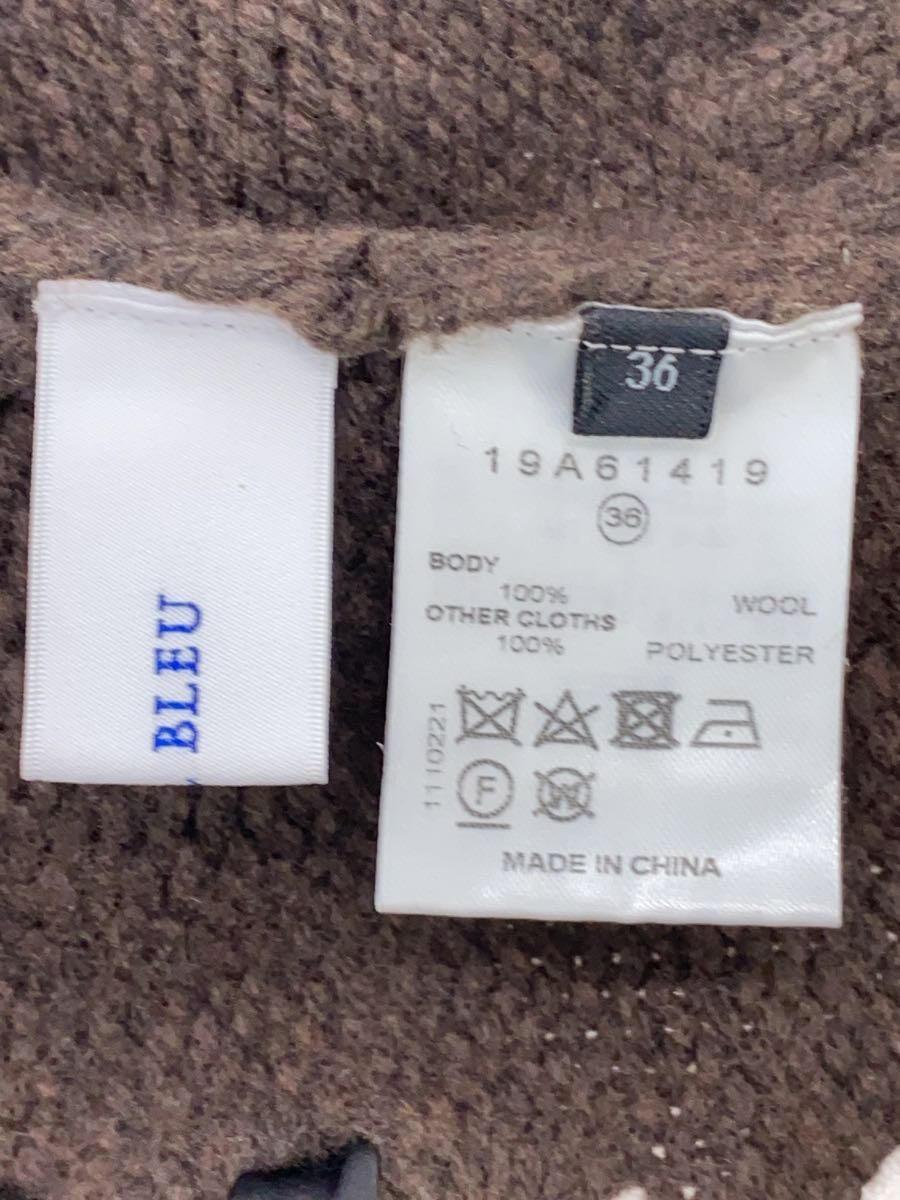 BLEU
36
19A61419
36
BODY
100% WOOL
OTHER CLOTHS
100% POLYESTER
1110221
F
W
MADE IN CHINA